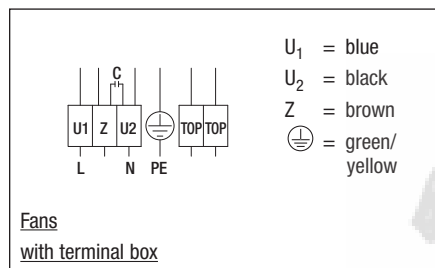 C
U1 Z U2 TOP TOP
L N PE
U₁ = blue
U₂ = black
Z = brown
= green/
yellow
Fans
with terminal box